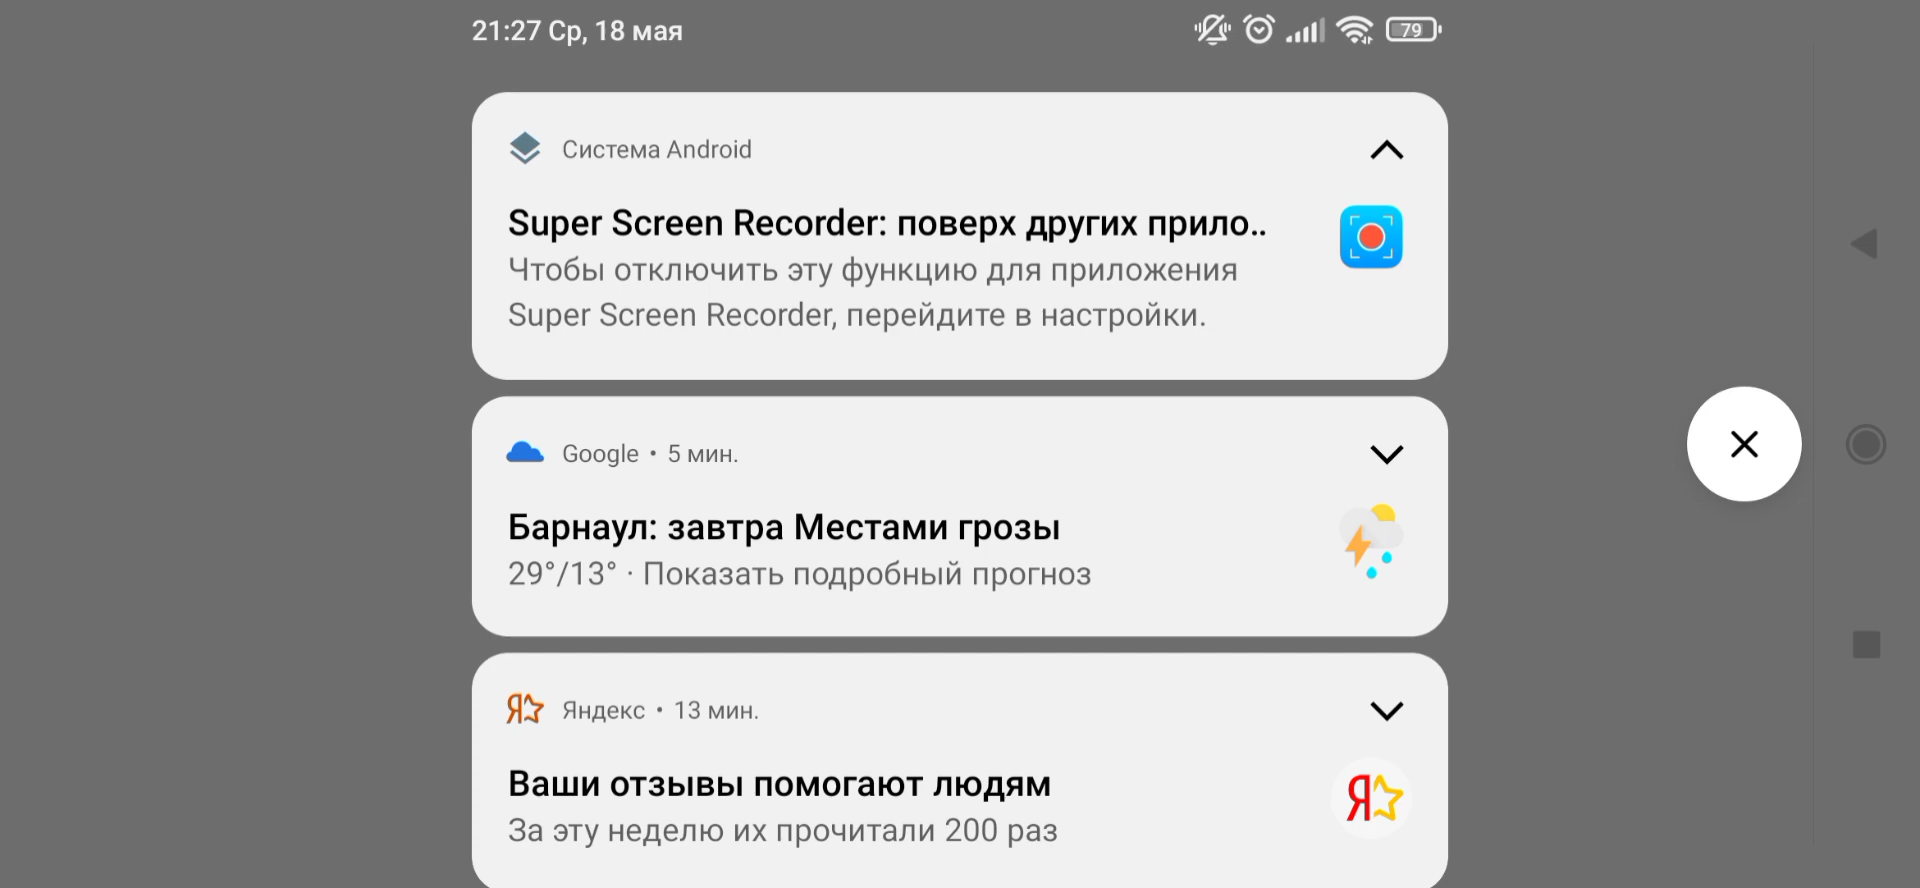 21:27 Ср, 18 мая
79
Система Android
Super Screen Recorder: поверх других прило..
Чтобы отключить эту функцию для приложения
Super Screen Recorder, перейдите в настройки.
Google • 5 мин.
Барнаул: завтра Местами грозы
29°/13° · Показать подробный прогноз
Я
Яндекс • 13 мин.
Ваши отзывы помогают людям
За эту неделю их прочитали 200 раз
Я